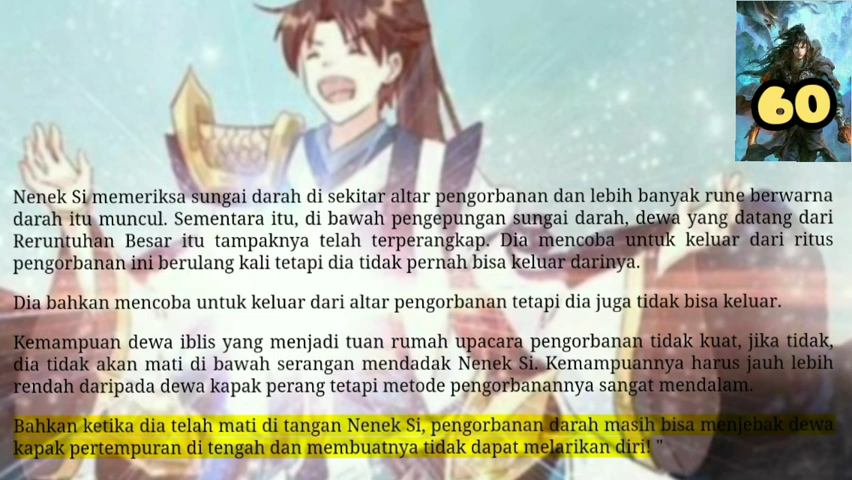 60
Nenek Si memeriksa sungai darah di sekitar altar pengorbanan dan lebih banyak rune berwarna
darah itu muncul. Sementara itu, di bawah pengepungan sungai darah, dewa yang datang dari
Reruntuhan Besar itu tampaknya telah terperangkap. Dia mencoba untuk keluar dari ritus
pengorbanan ini berulang kali tetapi dia tidak pernah bisa keluar darinya.
Dia bahkan mencoba untuk keluar dari altar pengorbanan tetapi dia juga tidak bisa keluar.
Kemampuan dewa iblis yang menjadi tuan rumah upacara pengorbanan tidak kuat, jika tidak,
dia tidak akan mati di bawah serangan mendadak Nenek Si. Kemampuannya harus jauh lebih
rendah daripada dewa kapak perang tetapi metode pengorbanannya sangat mendalam.
Bahkan ketika dia telah mati di tangan Nenek Si, pengorbanan darah masih bisa menjebak dewa
kapak pertempuran di tengah dan membuatnya tidak dapat melarikan diri! "